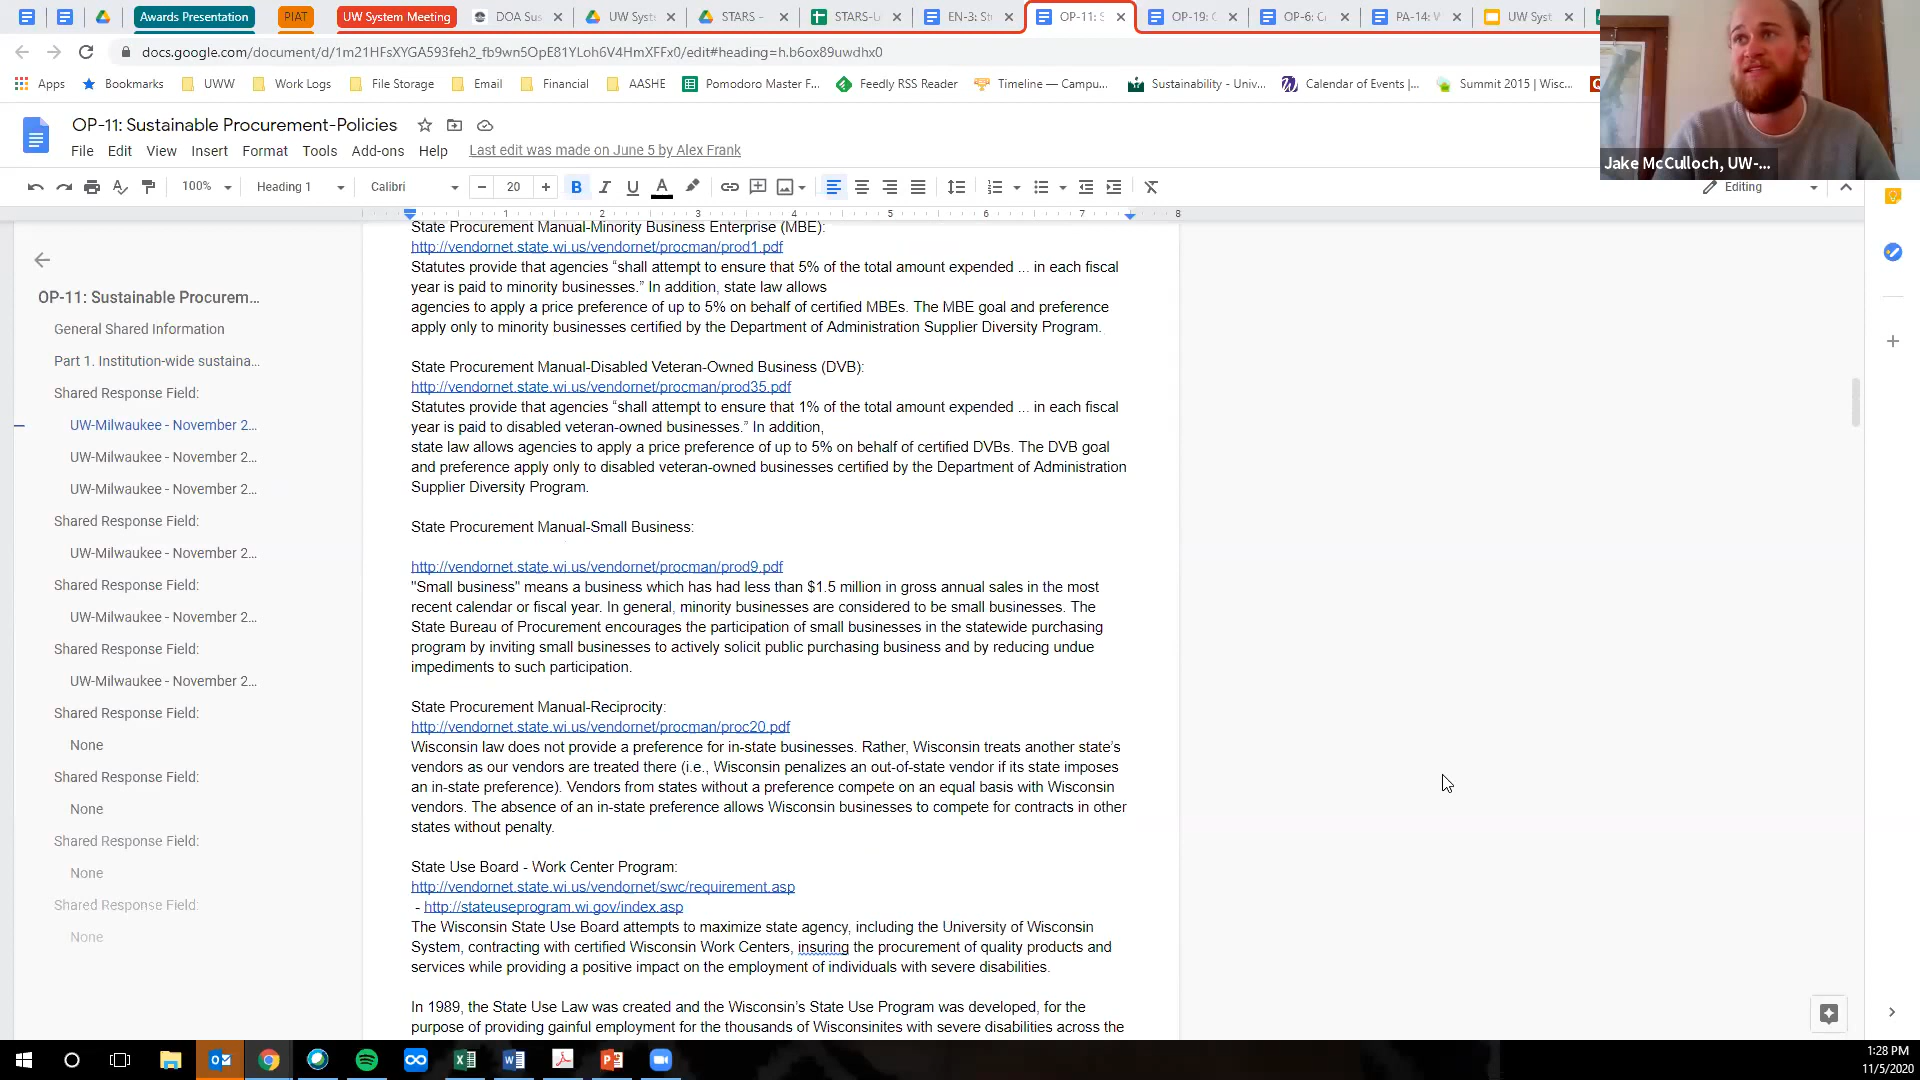 Awards Presentation
PIAT
UW System Meeting
DOA Sus
UW Syst
STARS -
STARS-U
EN-3: St
OP-11: S
OP-19: C
OP-6: C
PA-14: W
UW Syst
docs.google.com/document/d/1m21HFsXYGA593feh2_fb9wn5OpE81YLoh6V4HmXFFx0/edit#heading=h.b6ox89uwdhx0
Apps
Bookmarks
UWW
Work Logs
File Storage
Email
Financial
AASHE
Pomodoro Master F...
Feedly RSS Reader
Timeline — Campu...
Sustainability - Univ...
Calendar of Events |...
Summit 2015 | Wisc...
Jake McCulloch, UW-...
OP-11: Sustainable Procurement-Policies
File Edit View Insert Format Tools Add-ons Help Last edit was made on June 5 by Alex Frank
100% Heading 1 Calibri 20 Editing
1 2 3 4 5 6 7 8
OP-11: Sustainable Procurem...
General Shared Information
Part 1. Institution-wide sustaina...
Shared Response Field:
UW-Milwaukee - November 2...
UW-Milwaukee - November 2...
UW-Milwaukee - November 2...
Shared Response Field:
UW-Milwaukee - November 2...
Shared Response Field:
UW-Milwaukee - November 2...
Shared Response Field:
UW-Milwaukee - November 2...
Shared Response Field:
None
Shared Response Field:
None
Shared Response Field:
None
Shared Response Field:
None
State Procurement Manual-Minority Business Enterprise (MBE):
http://vendornet.state.wi.us/vendornet/procman/prod1.pdf
Statutes provide that agencies “shall attempt to ensure that 5% of the total amount expended ... in each fiscal
year is paid to minority businesses.” In addition, state law allows
agencies to apply a price preference of up to 5% on behalf of certified MBEs. The MBE goal and preference
apply only to minority businesses certified by the Department of Administration Supplier Diversity Program.
State Procurement Manual-Disabled Veteran-Owned Business (DVB):
http://vendornet.state.wi.us/vendornet/procman/prod35.pdf
Statutes provide that agencies “shall attempt to ensure that 1% of the total amount expended ... in each fiscal
year is paid to disabled veteran-owned businesses.” In addition,
state law allows agencies to apply a price preference of up to 5% on behalf of certified DVBs. The DVB goal
and preference apply only to disabled veteran-owned businesses certified by the Department of Administration
Supplier Diversity Program.
State Procurement Manual-Small Business:
http://vendornet.state.wi.us/vendornet/procman/prod9.pdf
"Small business" means a business which has had less than $1.5 million in gross annual sales in the most
recent calendar or fiscal year. In general, minority businesses are considered to be small businesses. The
State Bureau of Procurement encourages the participation of small businesses in the statewide purchasing
program by inviting small businesses to actively solicit public purchasing business and by reducing undue
impediments to such participation.
State Procurement Manual-Reciprocity:
http://vendornet.state.wi.us/vendornet/procman/proc20.pdf
Wisconsin law does not provide a preference for in-state businesses. Rather, Wisconsin treats another state’s
vendors as our vendors are treated there (i.e., Wisconsin penalizes an out-of-state vendor if its state imposes
an in-state preference). Vendors from states without a preference compete on an equal basis with Wisconsin
vendors. The absence of an in-state preference allows Wisconsin businesses to compete for contracts in other
states without penalty.
State Use Board - Work Center Program:
http://vendornet.state.wi.us/vendornet/swc/requirement.asp
- http://stateuseprogram.wi.gov/index.asp
The Wisconsin State Use Board attempts to maximize state agency, including the University of Wisconsin
System, contracting with certified Wisconsin Work Centers, insuring the procurement of quality products and
services while providing a positive impact on the employment of individuals with severe disabilities.
In 1989, the State Use Law was created and the Wisconsin’s State Use Program was developed, for the
purpose of providing gainful employment for the thousands of Wisconsinites with severe disabilities across the
1:28 PM
11/5/2020